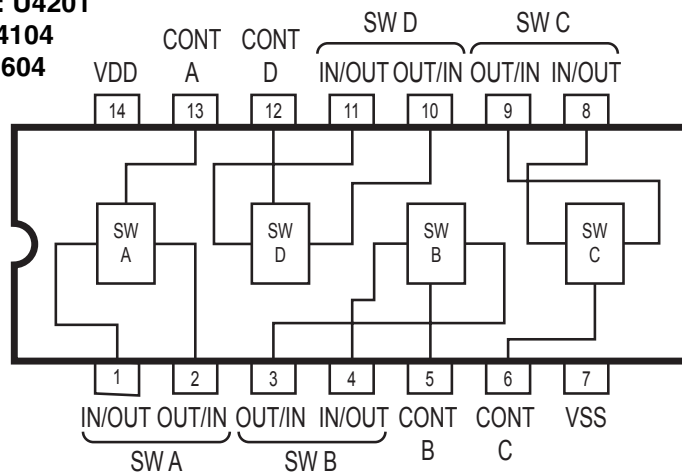 : U4201
4104
604
SW D SW C
CONT CONT
VDD A D IN/OUT OUT/IN OUT/IN IN/OUT
14 13 12 11 10 9 8
SW SW SW SW
A D B C
1 2 3 4 5 6 7
IN/OUT OUT/IN OUT/IN IN/OUT CONT CONT VSS
B C
SW A SW B